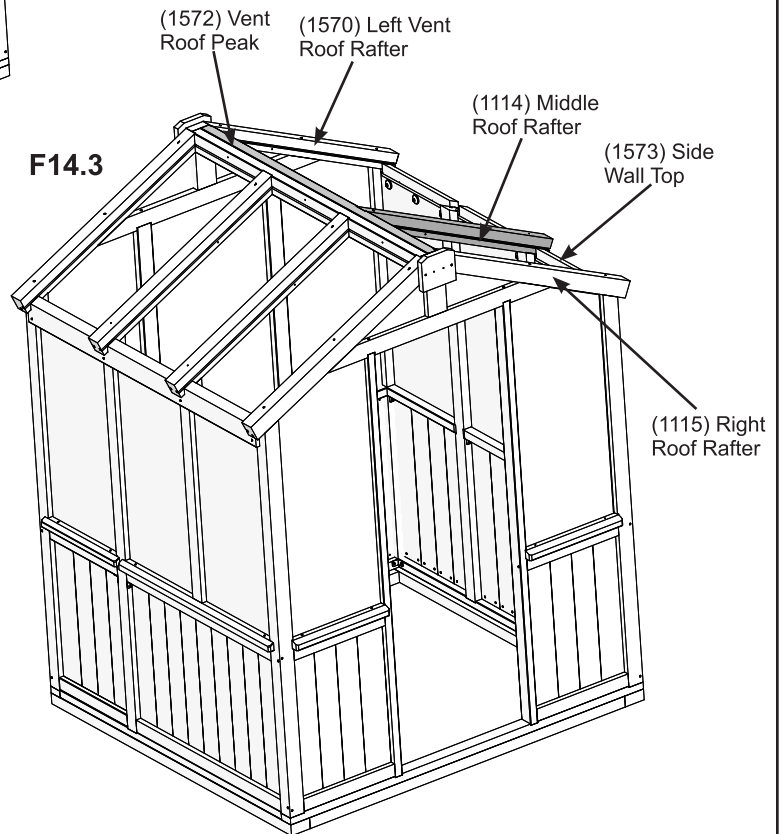 (1572) Vent
Roof Peak
(1570) Left Vent
Roof Rafter
(1114) Middle
Roof Rafter
(1573) Side
Wall Top
F14.3
(1115) Right
Roof Rafter